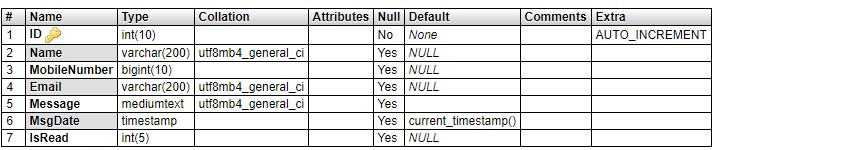 # Name Type Collation Attributes Null Default Comments Extra
1 ID int(10) No None AUTO_INCREMENT
2 Name varchar(200) utf8mb4_general_ci Yes NULL
3 MobileNumber bigint(10) Yes NULL
4 Email varchar(200) utf8mb4_general_ci Yes NULL
5 Message mediumtext utf8mb4_general_ci Yes
6 MsgDate timestamp Yes current_timestamp()
7 IsRead int(5) Yes NULL